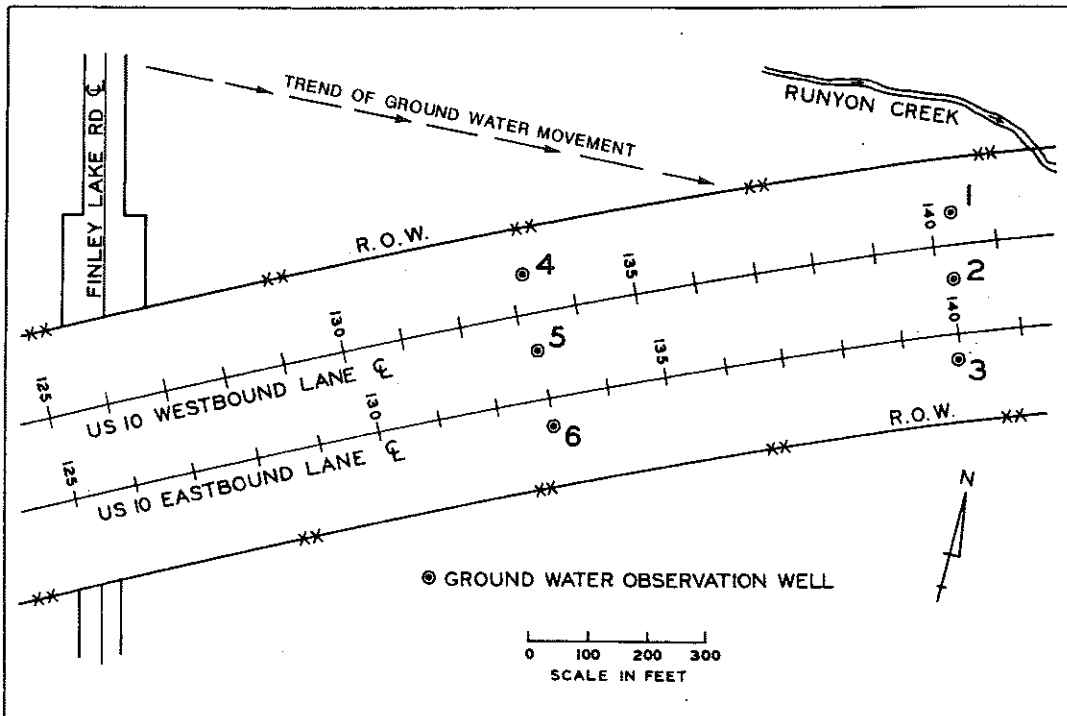 FINLEY LAKE RD ℄
TREND OF GROUND WATER MOVEMENT
RUNYON CREEK
R.O.W.
1
2
3
4
5
6
125
130
135
140
US 10 WESTBOUND LANE ℄
125
130
135
140
US 10 EASTBOUND LANE ℄
R.O.W.
N
GROUND WATER OBSERVATION WELL
0 100 200 300
SCALE IN FEET